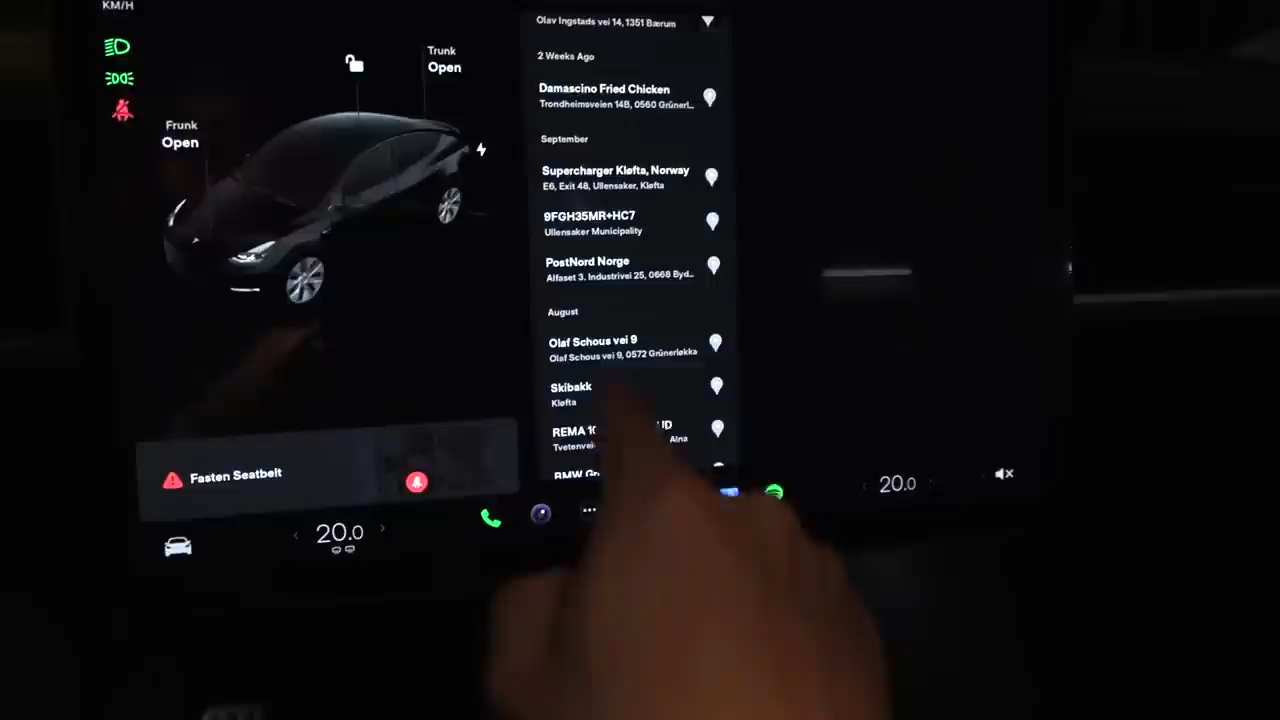 KM/H
Trunk
Open
Frunk
Open
Fasten Seatbelt
20.0
Olav Ingstads vei 14, 1351 Bærum
2 Weeks Ago
Damascino Fried Chicken
Trondheimsveien 14B, 0560 Grünerl...
September
Supercharger Kløfta, Norway
E6, Exit 48, Ullensaker, Kløfta
9FGH35MR+HC7
Ullensaker Municipality
PostNord Norge
Alfaset 3. Industrivei 25, 0668 Byd...
August
Olaf Schous vei 9
Olaf Schous vei 9, 0572 Grünerløkka
Skibakk
Kløfta
REMA
Alna
BMW
20.0